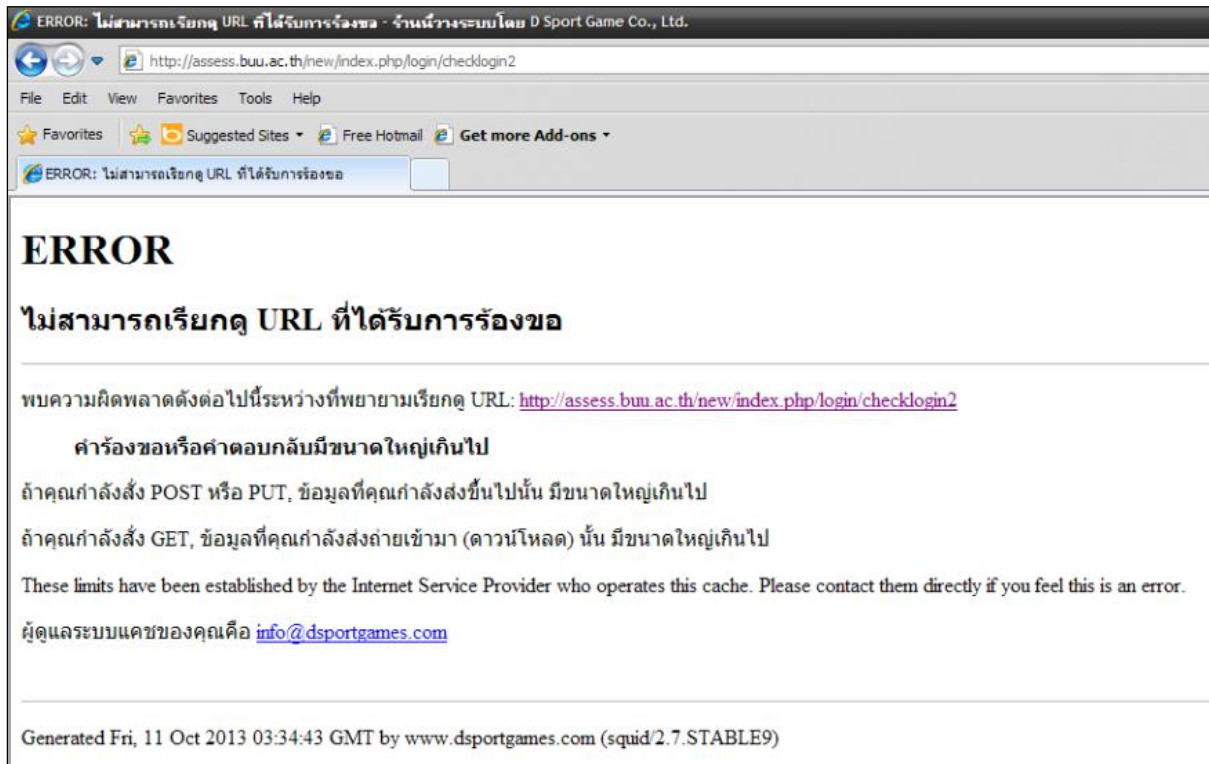 ERROR: ไม่สามารถเรียกดู URL ที่ได้รับการร้องขอ - ร้านนี้วางระบบโดย D Sport Game Co., Ltd.
http://assess.buu.ac.th/new/index.php/login/checklogin2
File Edit View Favorites Tools Help
Favorites Suggested Sites Free Hotmail Get more Add-ons
ERROR: ไม่สามารถเรียกดู URL ที่ได้รับการร้องขอ
ERROR
ไม่สามารถเรียกดู URL ที่ได้รับการร้องขอ
พบความผิดพลาดดังต่อไปนี้ระหว่างที่พยายามเรียกดู URL: http://assess.buu.ac.th/new/index.php/login/checklogin2
คำร้องขอหรือคำตอบกลับมีขนาดใหญ่เกินไป
ถ้าคุณกำลังสั่ง POST หรือ PUT, ข้อมูลที่คุณกำลังส่งขึ้นไปนั้น มีขนาดใหญ่เกินไป
ถ้าคุณกำลังสั่ง GET, ข้อมูลที่คุณกำลังส่งถ่ายเข้ามา (ดาวน์โหลด) นั้น มีขนาดใหญ่เกินไป
These limits have been established by the Internet Service Provider who operates this cache. Please contact them directly if you feel this is an error.
ผู้ดูแลระบบแคชของคุณคือ info@dsportgames.com
Generated Fri, 11 Oct 2013 03:34:43 GMT by www.dsportgames.com (squid/2.7.STABLE9)